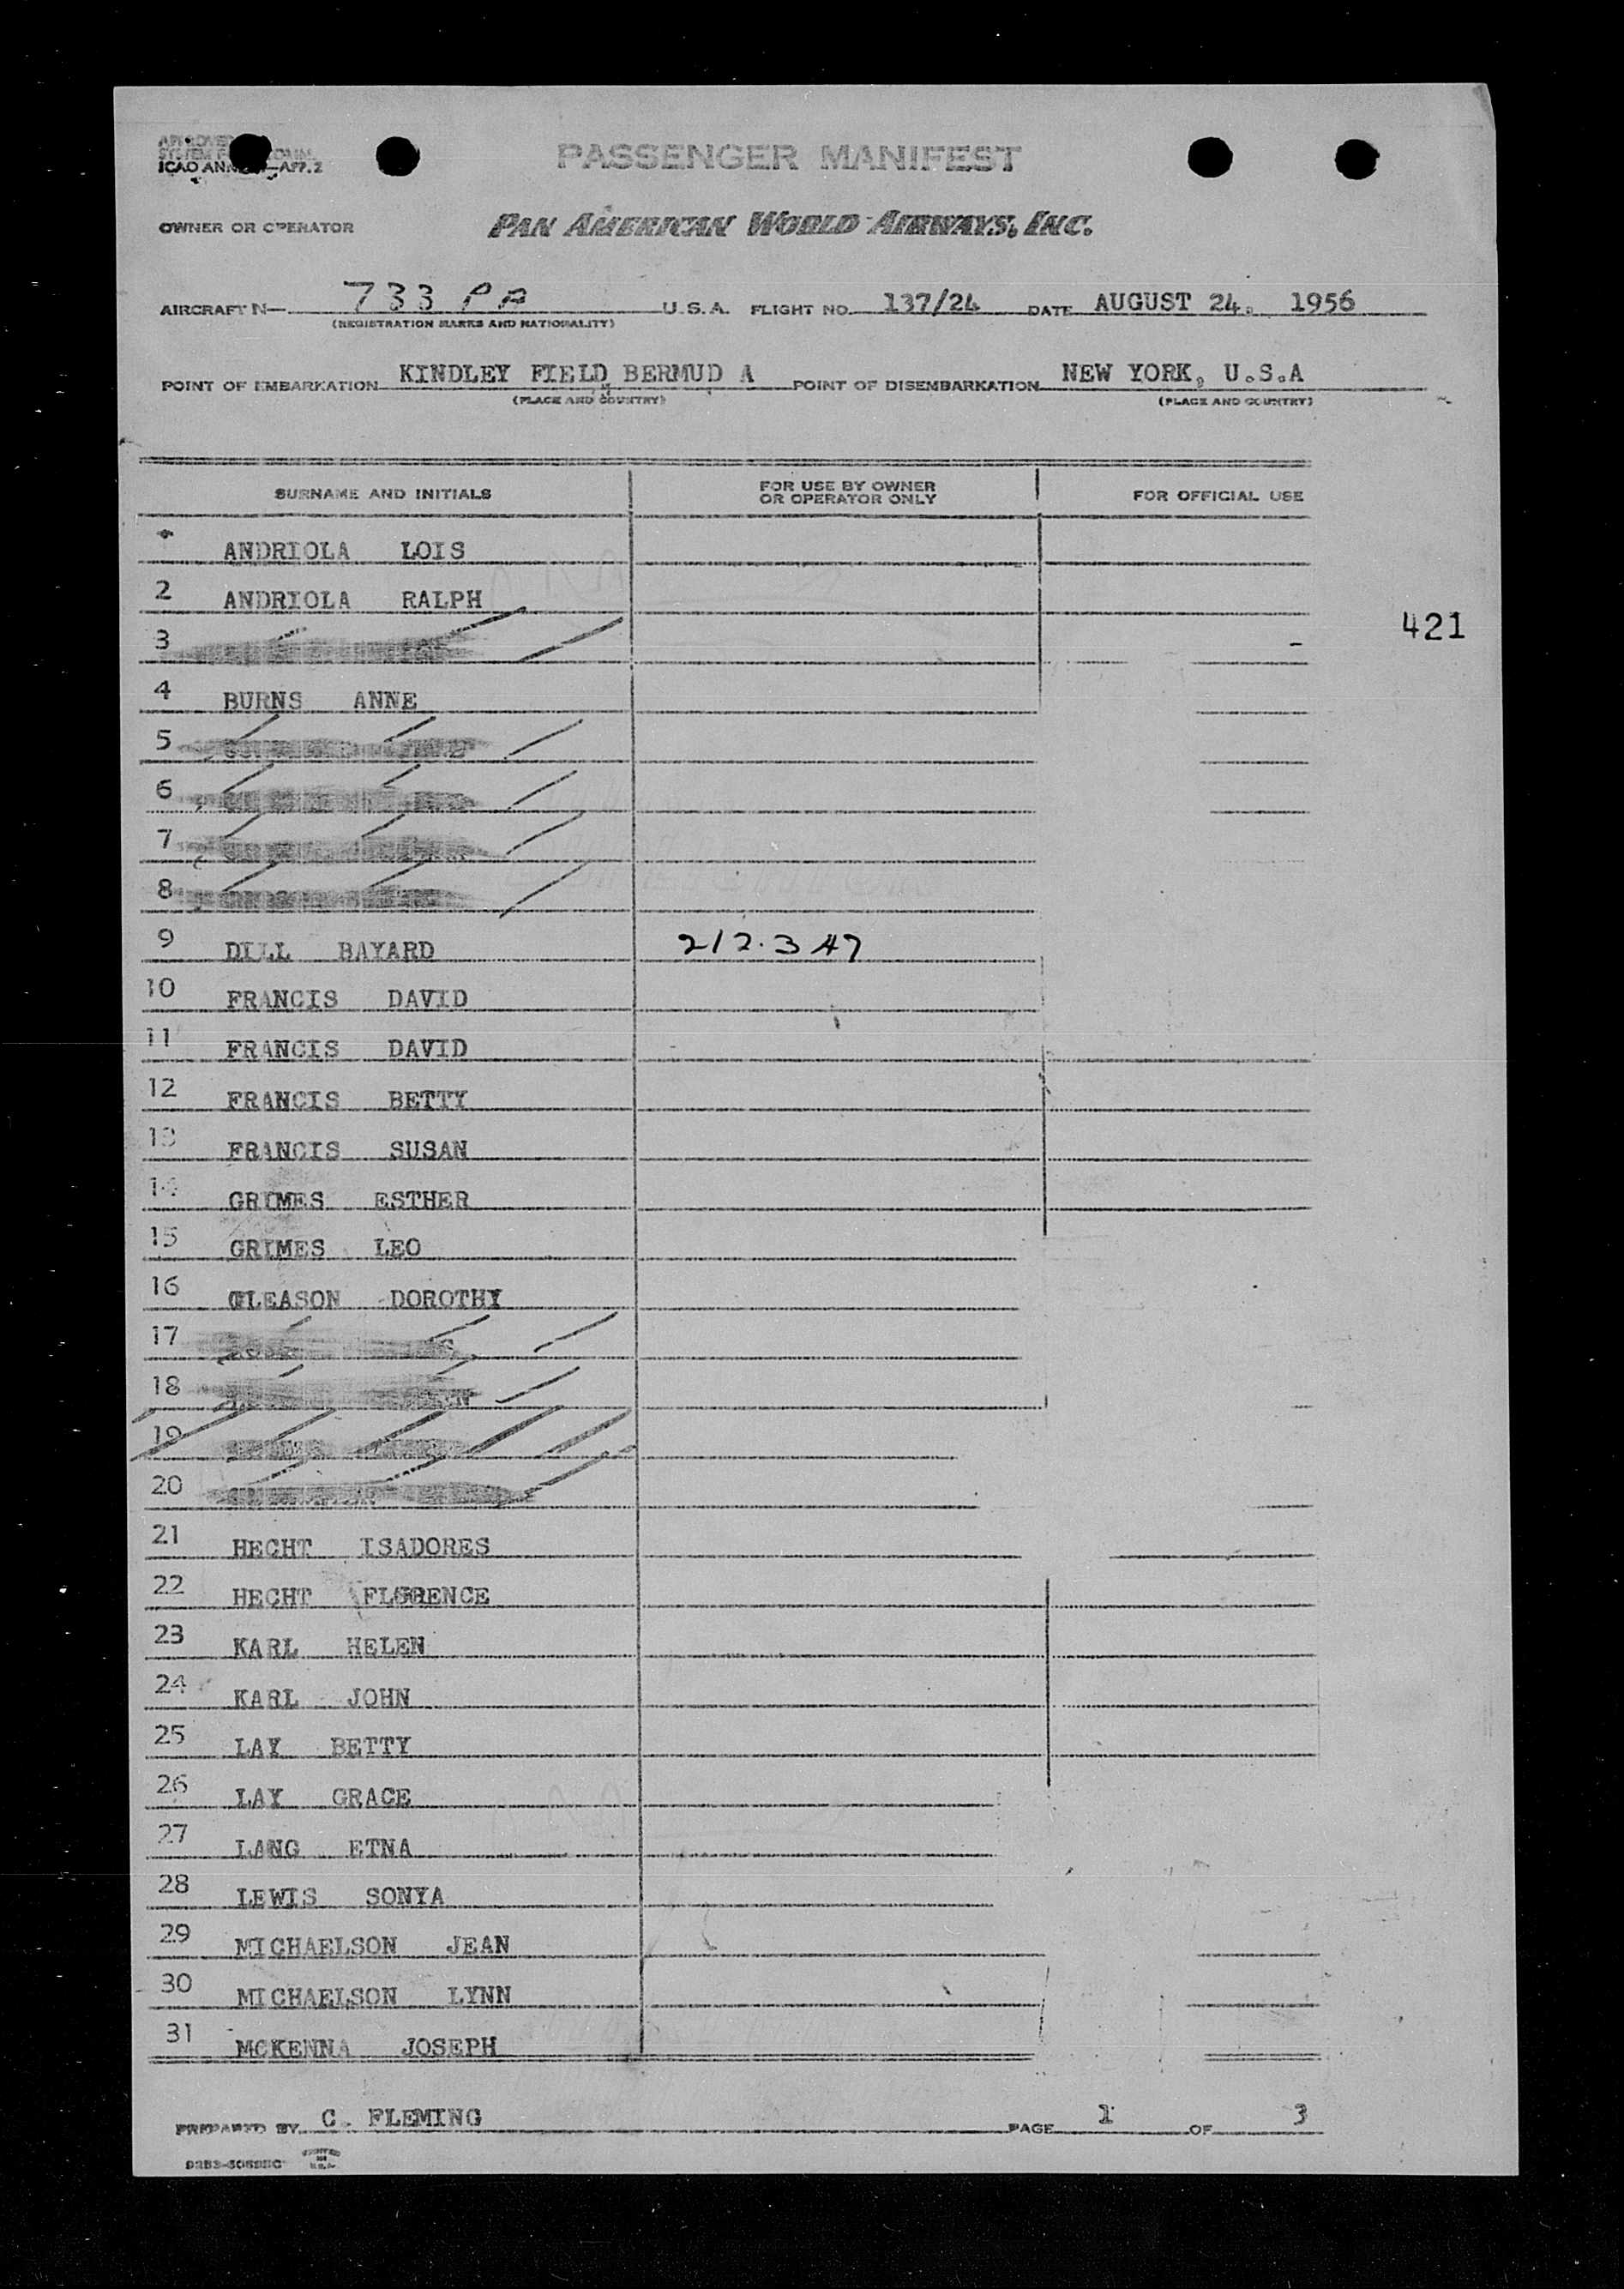 ICAO ANN APP. 2
PASSENGER MANIFEST
OWNER OR OPERATOR PAN AMERICAN WORLD AIRWAYS, INC.
AIRCRAFT N— 733 PA U.S.A. FLIGHT NO. 137/24 DATE AUGUST 24. 1956
(REGISTRATION MARKS AND NATIONALITY)
POINT OF EMBARKATION KINDLEY FIELD, BERMUD A POINT OF DISEMBARKATION NEW YORK, U.S.A
(PLACE AND COUNTRY) (PLACE AND COUNTRY)
SURNAME AND INITIALS FOR USE BY OWNER OR OPERATOR ONLY FOR OFFICIAL USE
ANDRIOLA LOIS
2 ANDRIOLA RALPH
421
3
4 BURNS ANNE
5
6
7
8
9 DILL BAYARD 212.347
10 FRANCIS DAVID
11 FRANCIS DAVID
12 FRANCIS BETTY
13 FRANCIS SUSAN
14 GRIMES ESTHER
15 GRIMES LEO
16 GLEASON DOROTHY
17
18
19
20
21 HECHT ISADORES
22 HECHT FLORENCE
23 KARL HELEN
24 KARL JOHN
25 LAY BETTY
26 LAY GRACE
27 LANG ETNA
28 LEWIS SONYA
29 MICHAELSON JEAN
30 MICHAELSON LYNN
31 MCKENNA JOSEPH
PREPARED BY C. FLEMING PAGE 1 OF 3